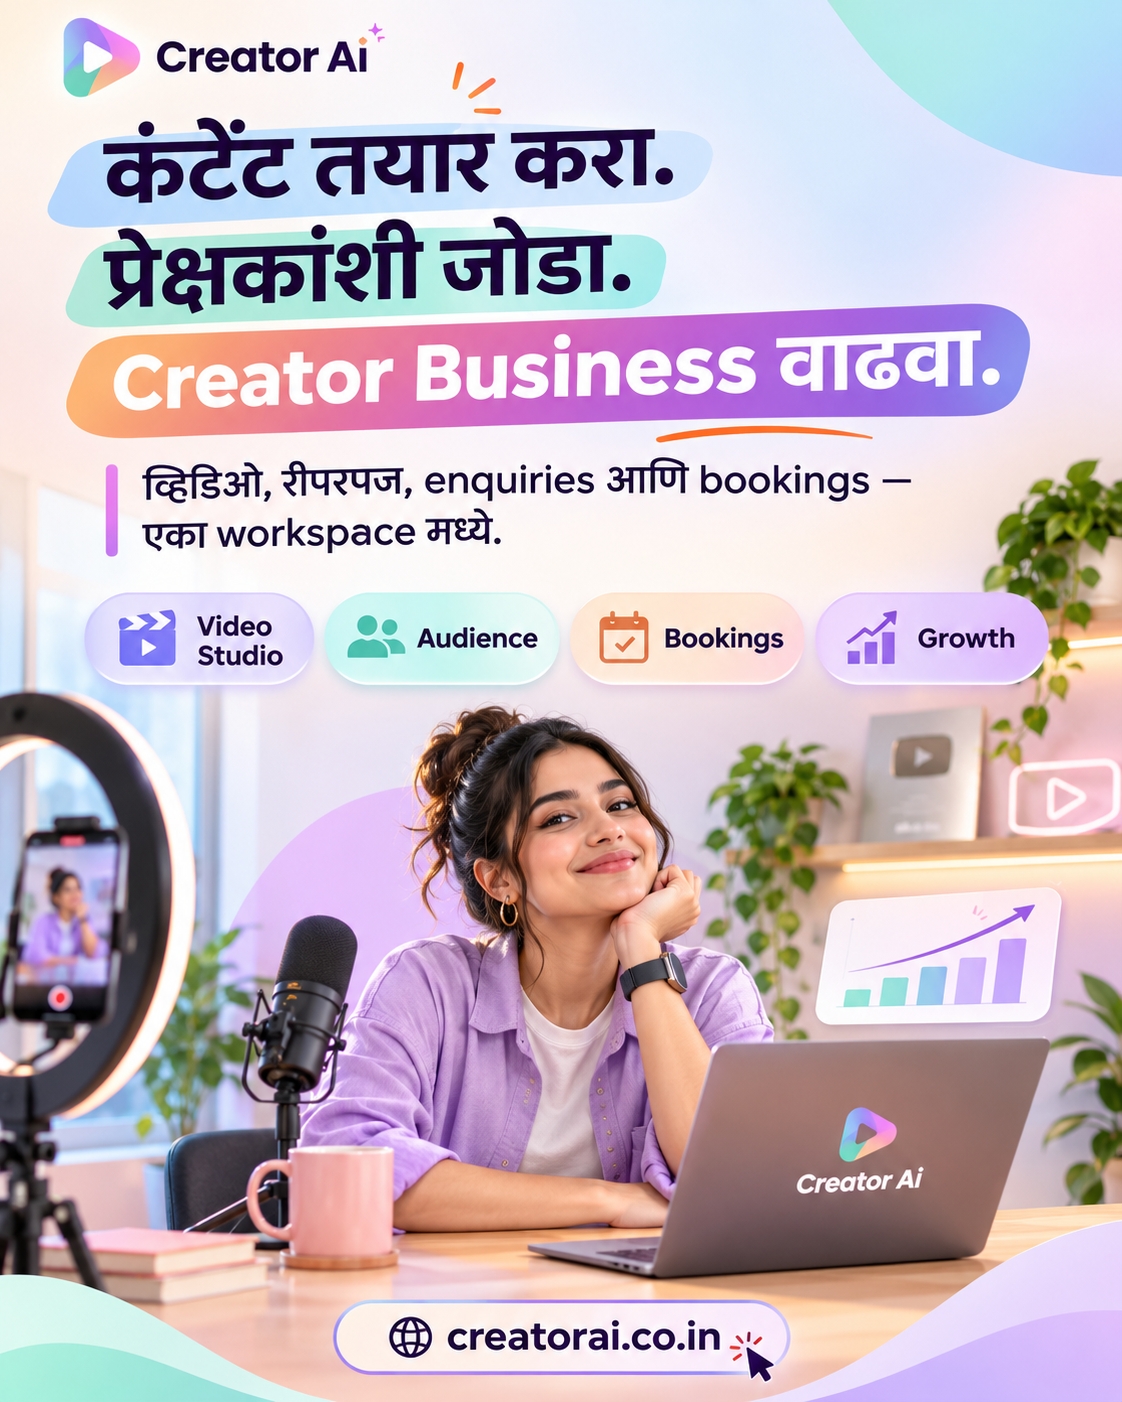 Creator Ai
कंटेंट तयार करा.
प्रेक्षकांशी जोडा.
Creator Business वाढवा.
व्हिडिओ, रीपरपज, enquiries आणि bookings –
एका workspace मध्ये.
Video
Studio
Audience
Bookings
Growth
Creator Ai
creatorai.co.in